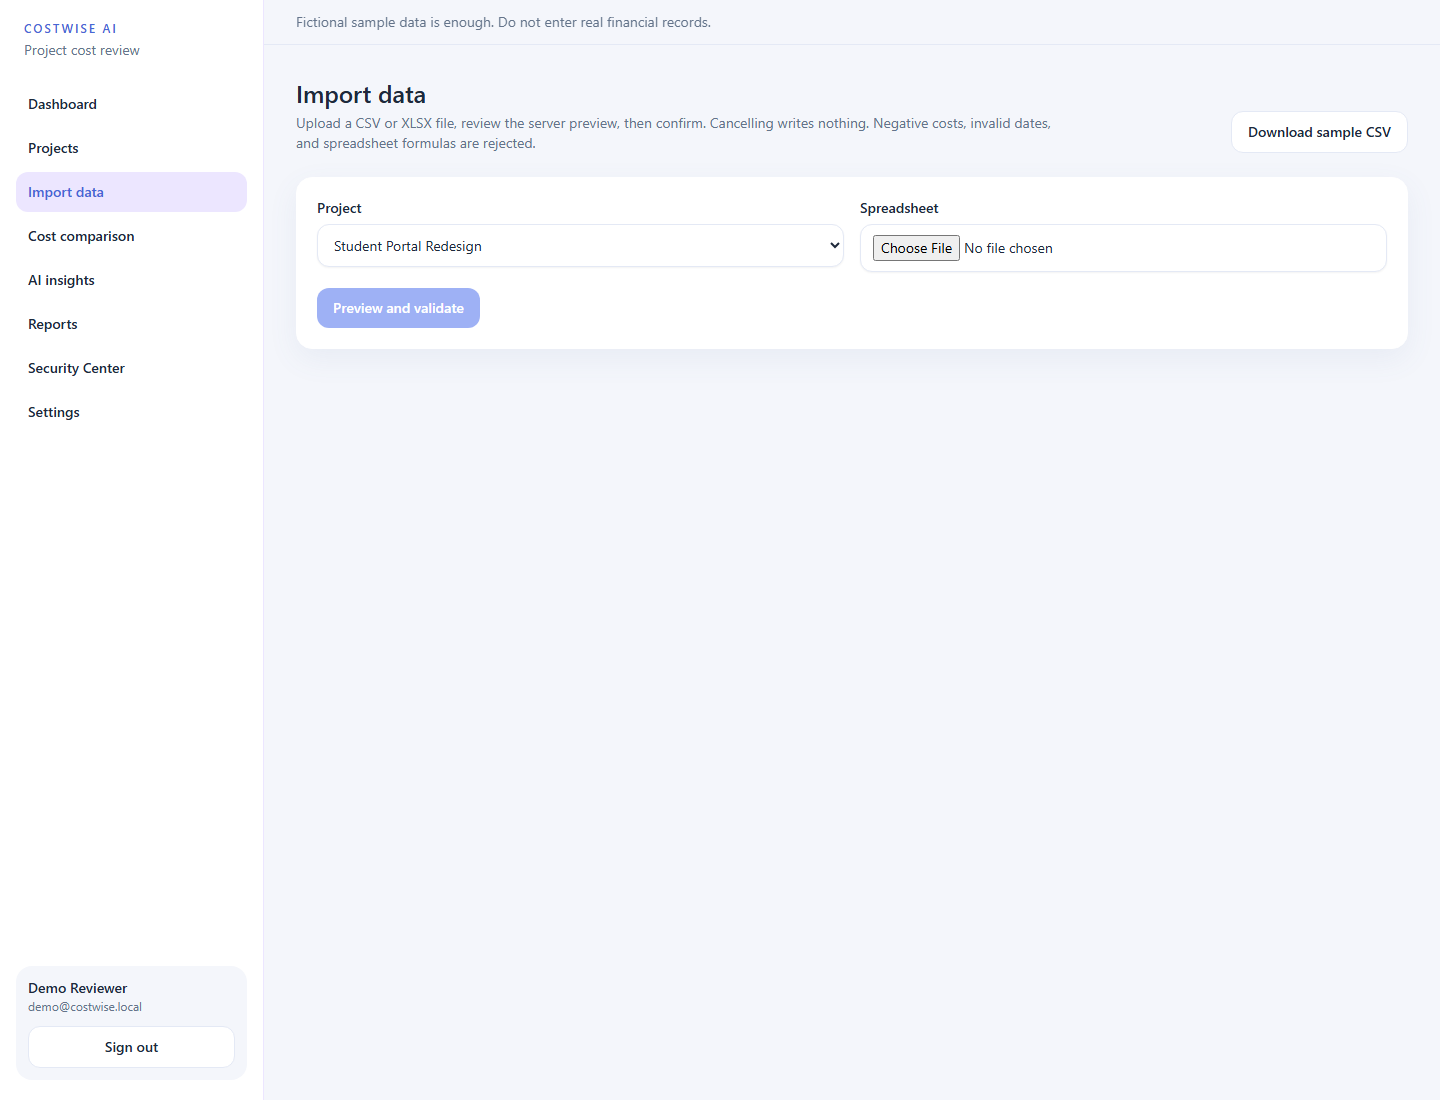 COSTWISE AI
Project cost review
Dashboard
Projects
Import data
Cost comparison
AI insights
Reports
Security Center
Settings
Demo Reviewer
demo@costwise.local
Sign out
Fictional sample data is enough. Do not enter real financial records.
Import data
Upload a CSV or XLSX file, review the server preview, then confirm. Cancelling writes nothing. Negative costs, invalid dates,
and spreadsheet formulas are rejected.
Download sample CSV
Project
Student Portal Redesign
Spreadsheet
Choose File No file chosen
Preview and validate